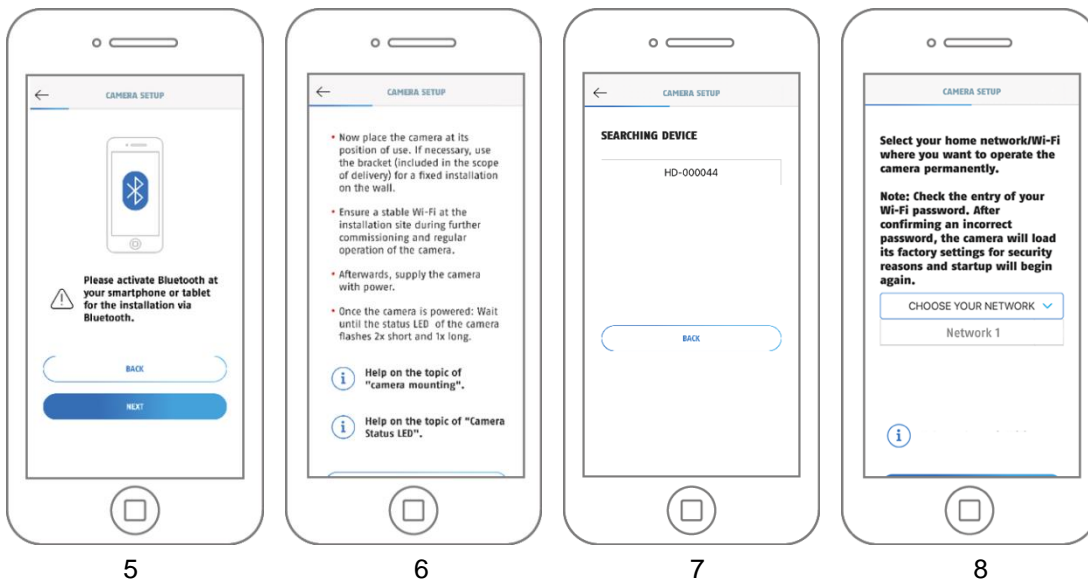 CAMERA SETUP
Please activate Bluetooth at
your smartphone or tablet
for the installation via
Bluetooth.
BACK
NEXT
5
CAMERA SETUP
• Now place the camera at its
position of use. If necessary, use
the bracket (included in the scope
of delivery) for a fixed installation
on the wall.
• Ensure a stable Wi-Fi at the
installation site during further
commissioning and regular
operation of the camera.
• Afterwards, supply the camera
with power.
• Once the camera is powered: Wait
until the status LED of the camera
flashes 2x short and 1x long.
i
Help on the topic of
"camera mounting".
i
Help on the topic of "Camera
Status LED".
6
CAMERA SETUP
SEARCHING DEVICE
HD-000044
BACK
7
CAMERA SETUP
Select your home network/Wi-Fi
where you want to operate the
camera permanently.
Note: Check the entry of your
Wi-Fi password. After
confirming an incorrect
password, the camera will load
its factory settings for security
reasons and startup will begin
again.
CHOOSE YOUR NETWORK
Network 1
i
8